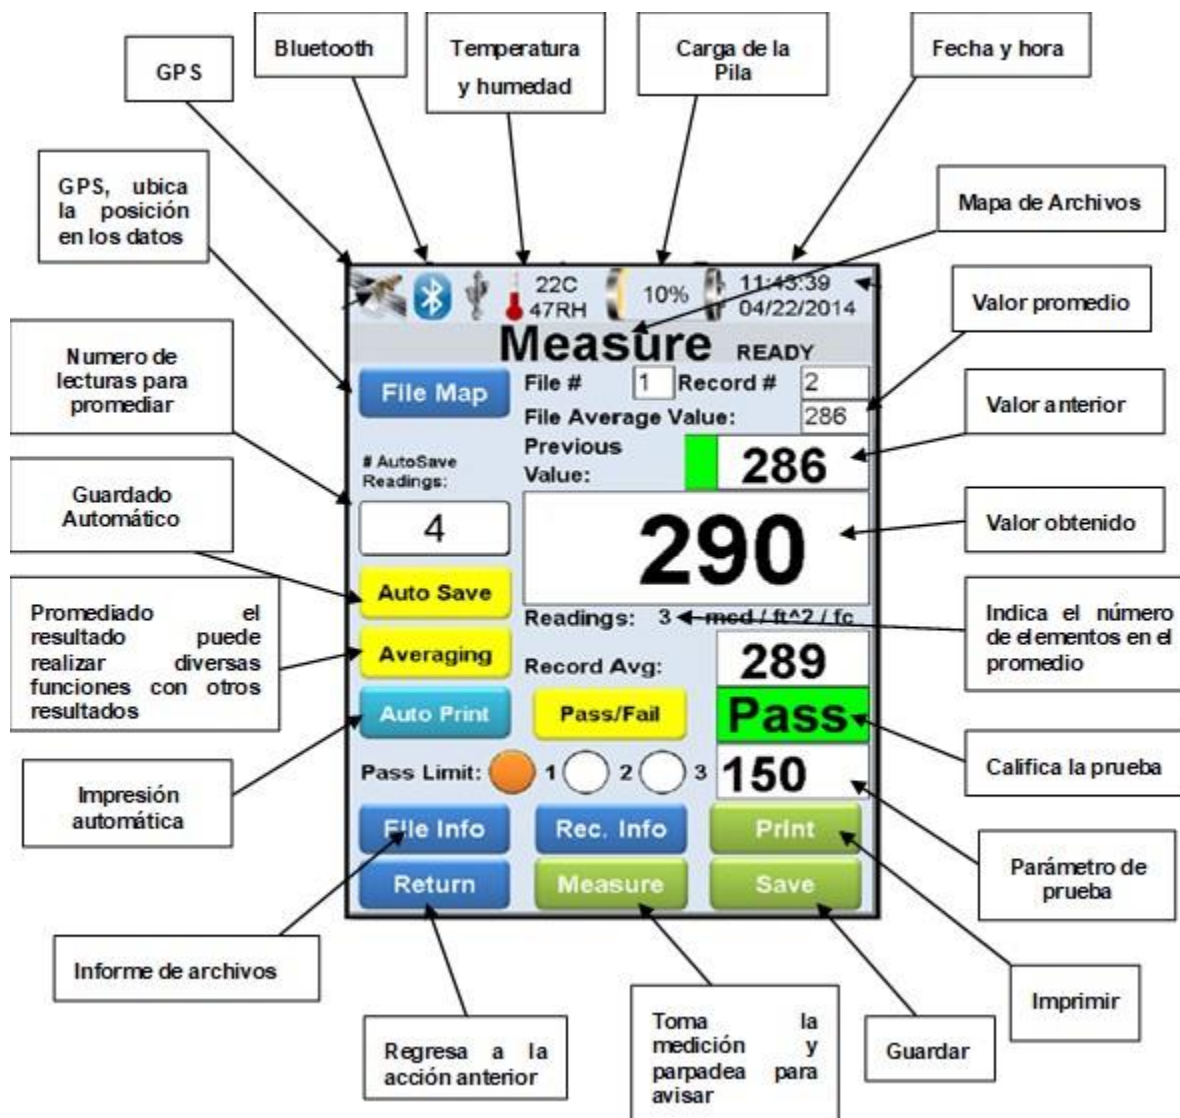 GPS
Bluetooth
Temperatura
y humedad
Carga de la
Pila
Fecha y hora
GPS, ubica
la posición
en los datos
Mapa de Archivos
Numero de
lecturas para
promediar
Valor promedio
Guardado
Automático
Valor anterior
Promediado el
resultado puede
realizar diversas
funciones con otros
resultados
Valor obtenido
Indica el número
de elementos en el
promedio
Impresión
automática
Califica la prueba
Parámetro de
prueba
Informe de archivos
Imprimir
Regresa a la
acción anterior
Toma la
medición y
parpadea para
avisar
Guardar
22C
47RH
10%
11:43:39
04/22/2014
Measure READY
File Map
File # 1 Record # 2
File Average Value: 286
Previous
Value: 286
# AutoSave
Readings:
4
290
Auto Save
Readings: 3 mcd / ft^2 / fc
Averaging
Record Avg: 289
Auto Print Pass/Fail Pass
Pass Limit: 1 2 3 150
File Info Rec. Info Print
Return Measure Save